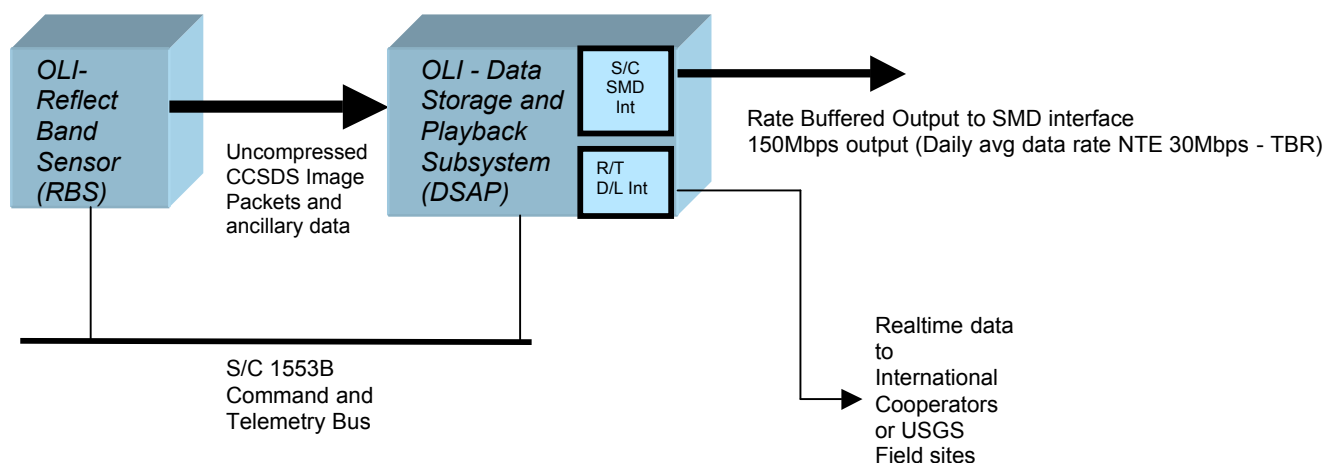 OLI-
Reflect
Band
Sensor
(RBS)
Uncompressed
CCSDS Image
Packets and
ancillary data
OLI - Data
Storage and
Playback
Subsystem
(DSAP)
S/C
SMD
Int
R/T
D/L Int
Rate Buffered Output to SMD interface
150Mbps output (Daily avg data rate NTE 30Mbps - TBR)
S/C 1553B
Command and
Telemetry Bus
Realtime data
to
International
Cooperators
or USGS
Field sites